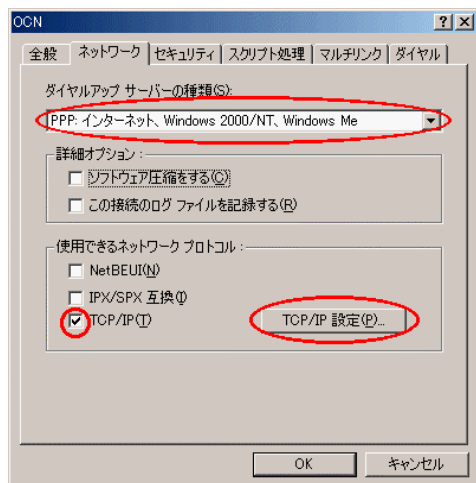 OCN
全般 ネットワーク セキュリティ スクリプト処理 マルチリンク ダイヤル
ダイヤルアップ サーバーの種類(S):
PPP: インターネット、Windows 2000/NT、Windows Me
詳細オプション :
ソフトウェア圧縮をする(C)
この接続のログ ファイルを記録する(R)
使用できるネットワーク プロトコル :
NetBEUI(N)
IPX/SPX 互換(I)
TCP/IP(T) TCP/IP 設定(P)...
OK キャンセル